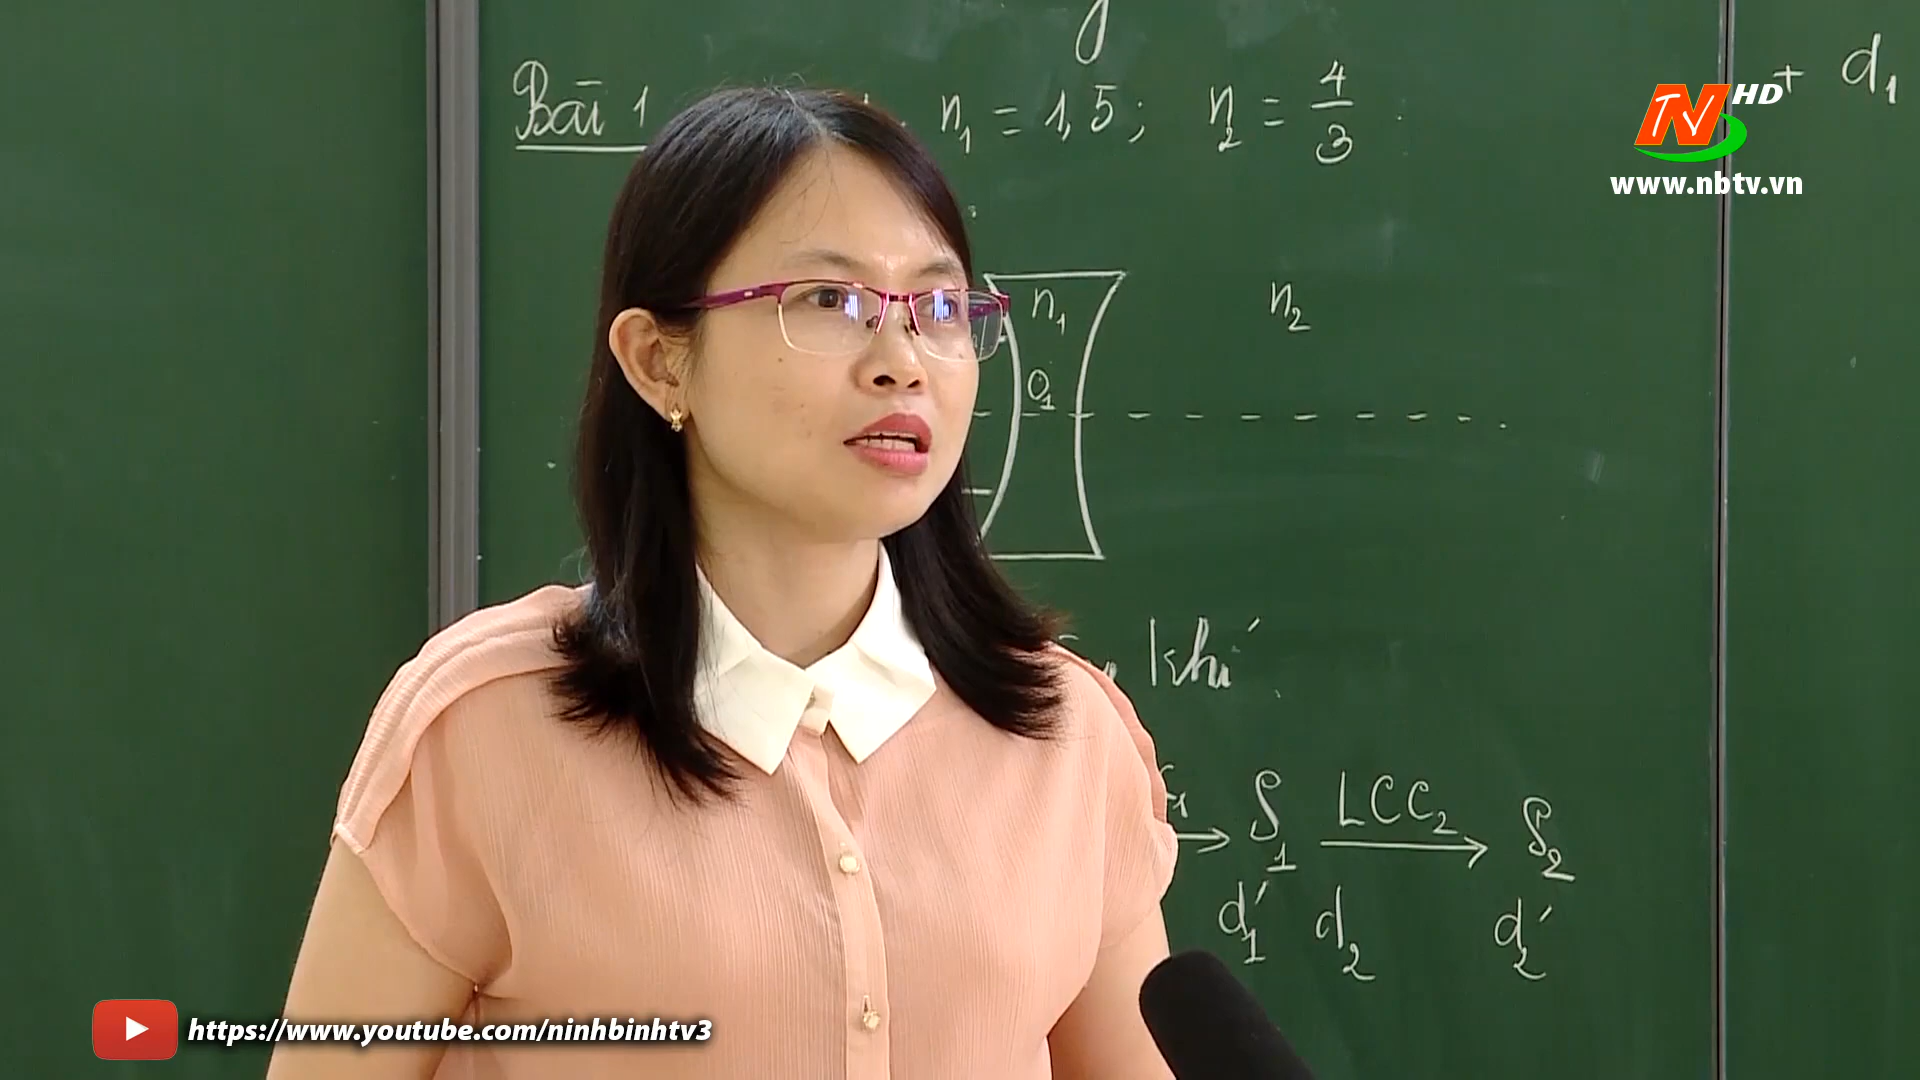 Bài 1 n₁ = 1,5 ; n₂ = 4/3
+ d₁
NTV HD
www.nbtv.vn
n₁ n₂
O₁
khí
S₁ LCC₂ S₂
d₁' d₂ d₂'
https://www.youtube.com/ninhbinhtv3